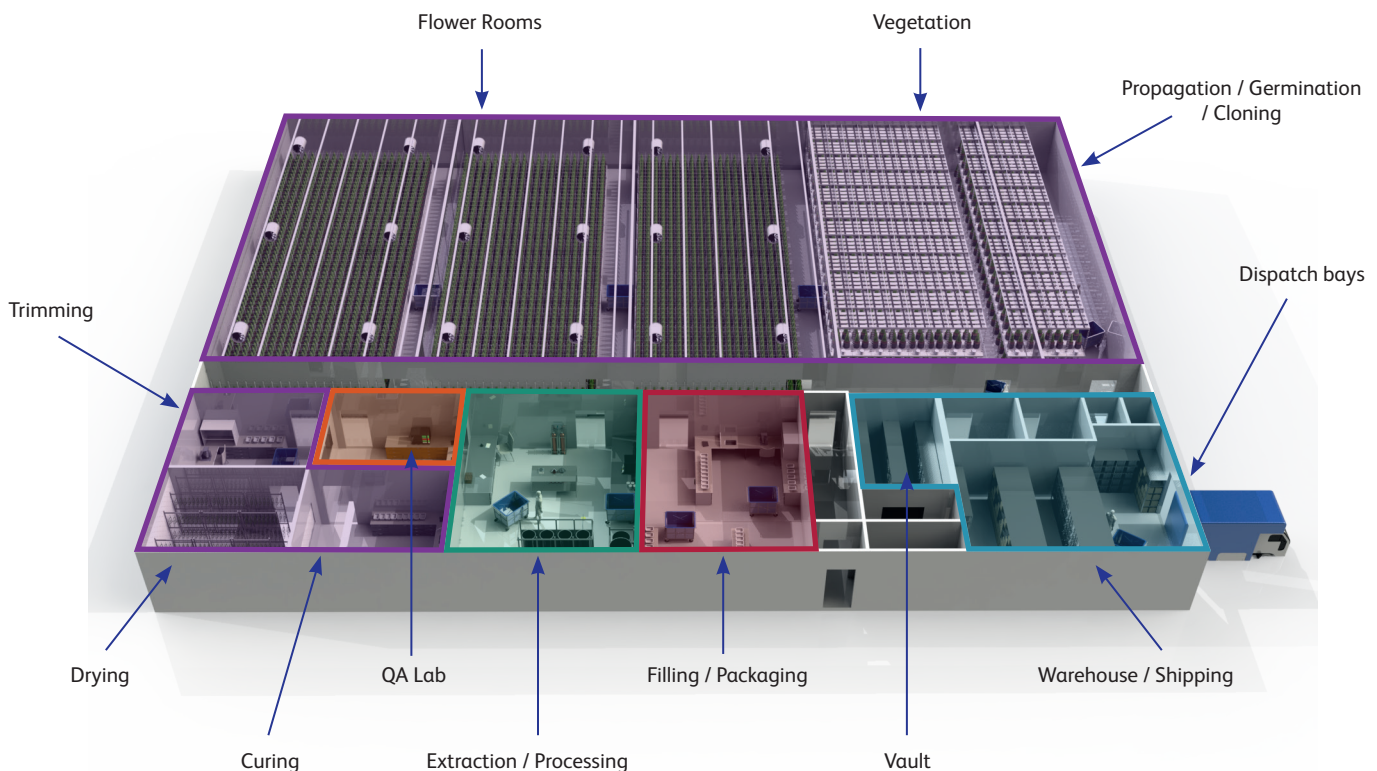 Flower Rooms
Vegetation
Propagation / Germination
/ Cloning
Dispatch bays
Trimming
Drying
QA Lab
Filling / Packaging
Warehouse / Shipping
Curing
Extraction / Processing
Vault